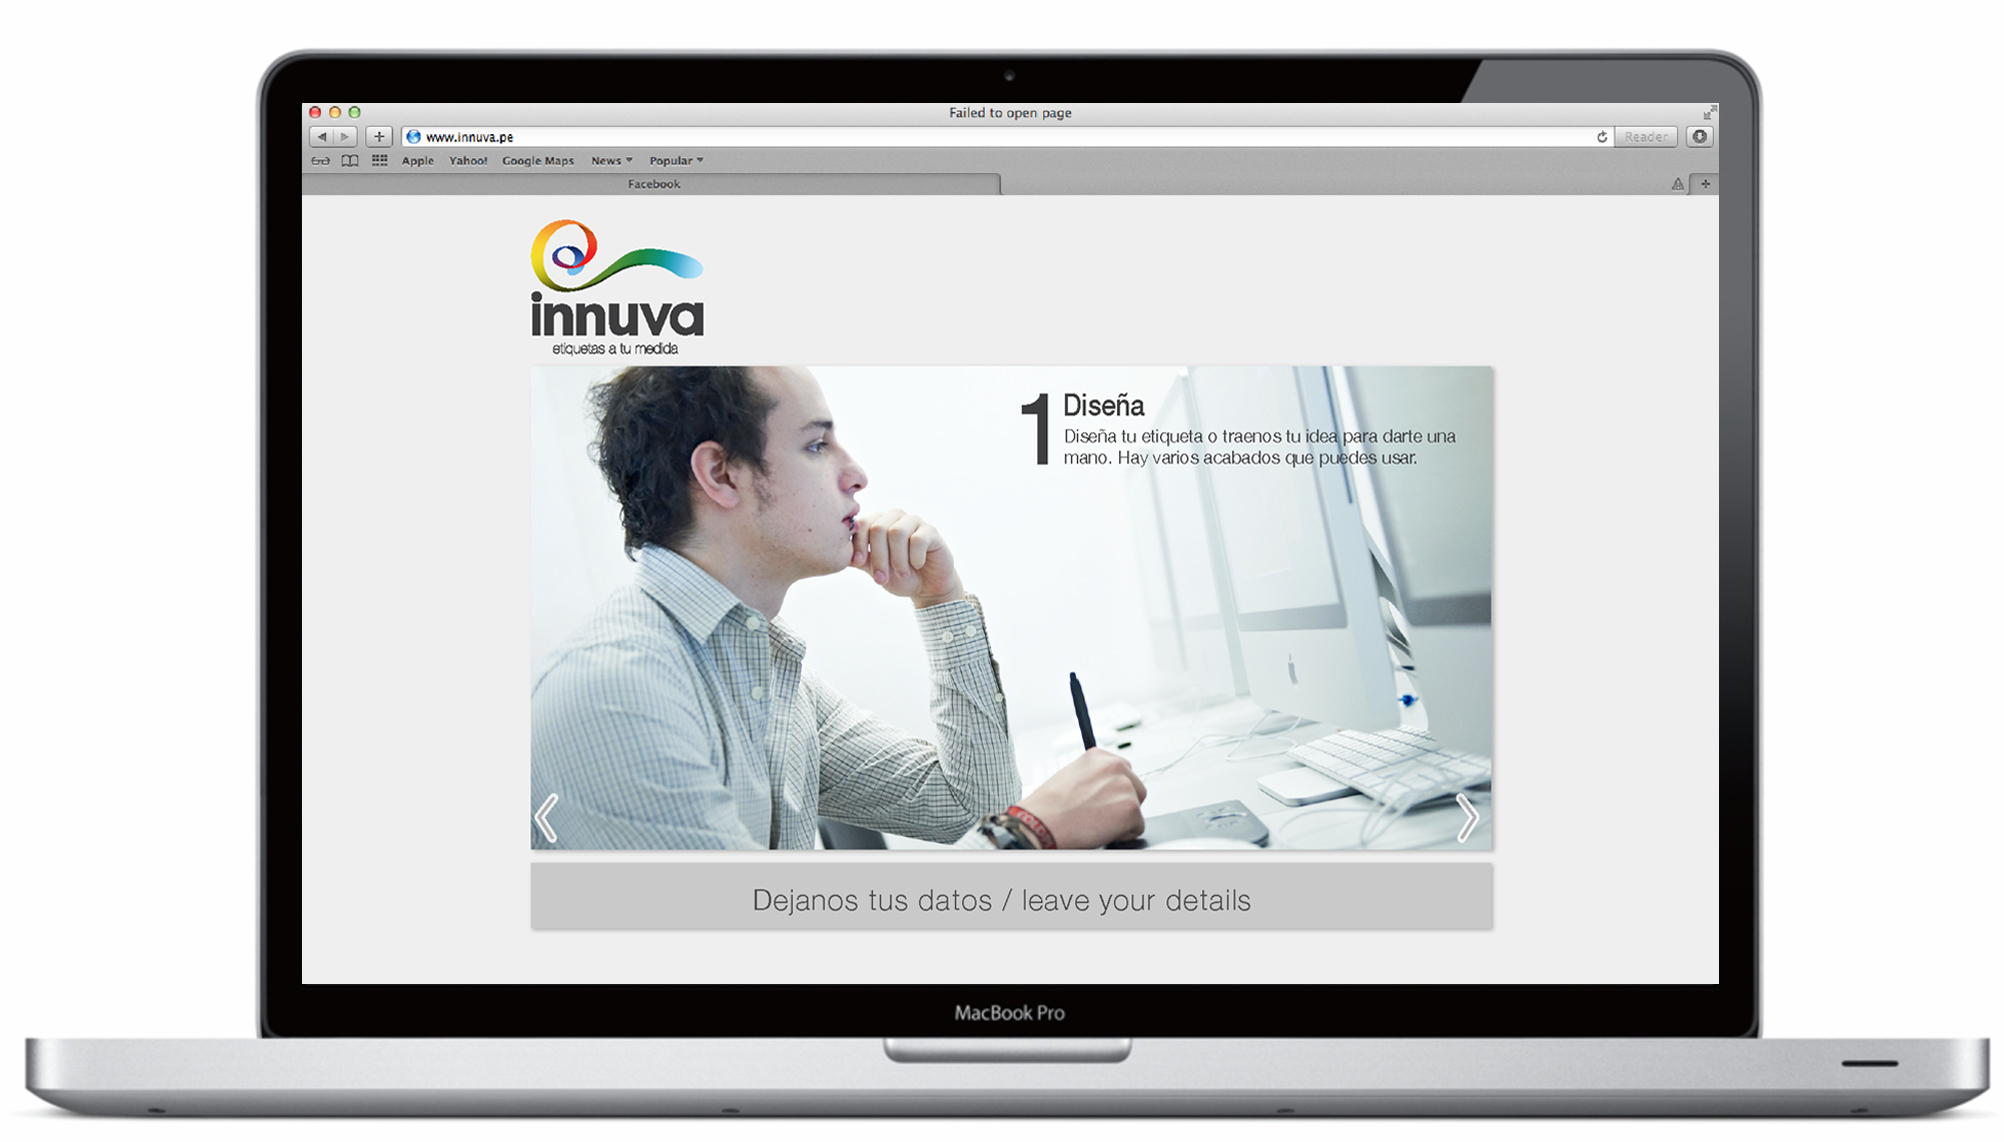 Failed to open page
www.innuva.pe
Reader
Apple Yahoo! Google Maps News Popular
Facebook
innuva
etiquetas a tu medida
1 Diseña
Diseña tu etiqueta o traenos tu idea para darte una
mano. Hay varios acabados que puedes usar.
Dejanos tus datos / leave your details
MacBook Pro